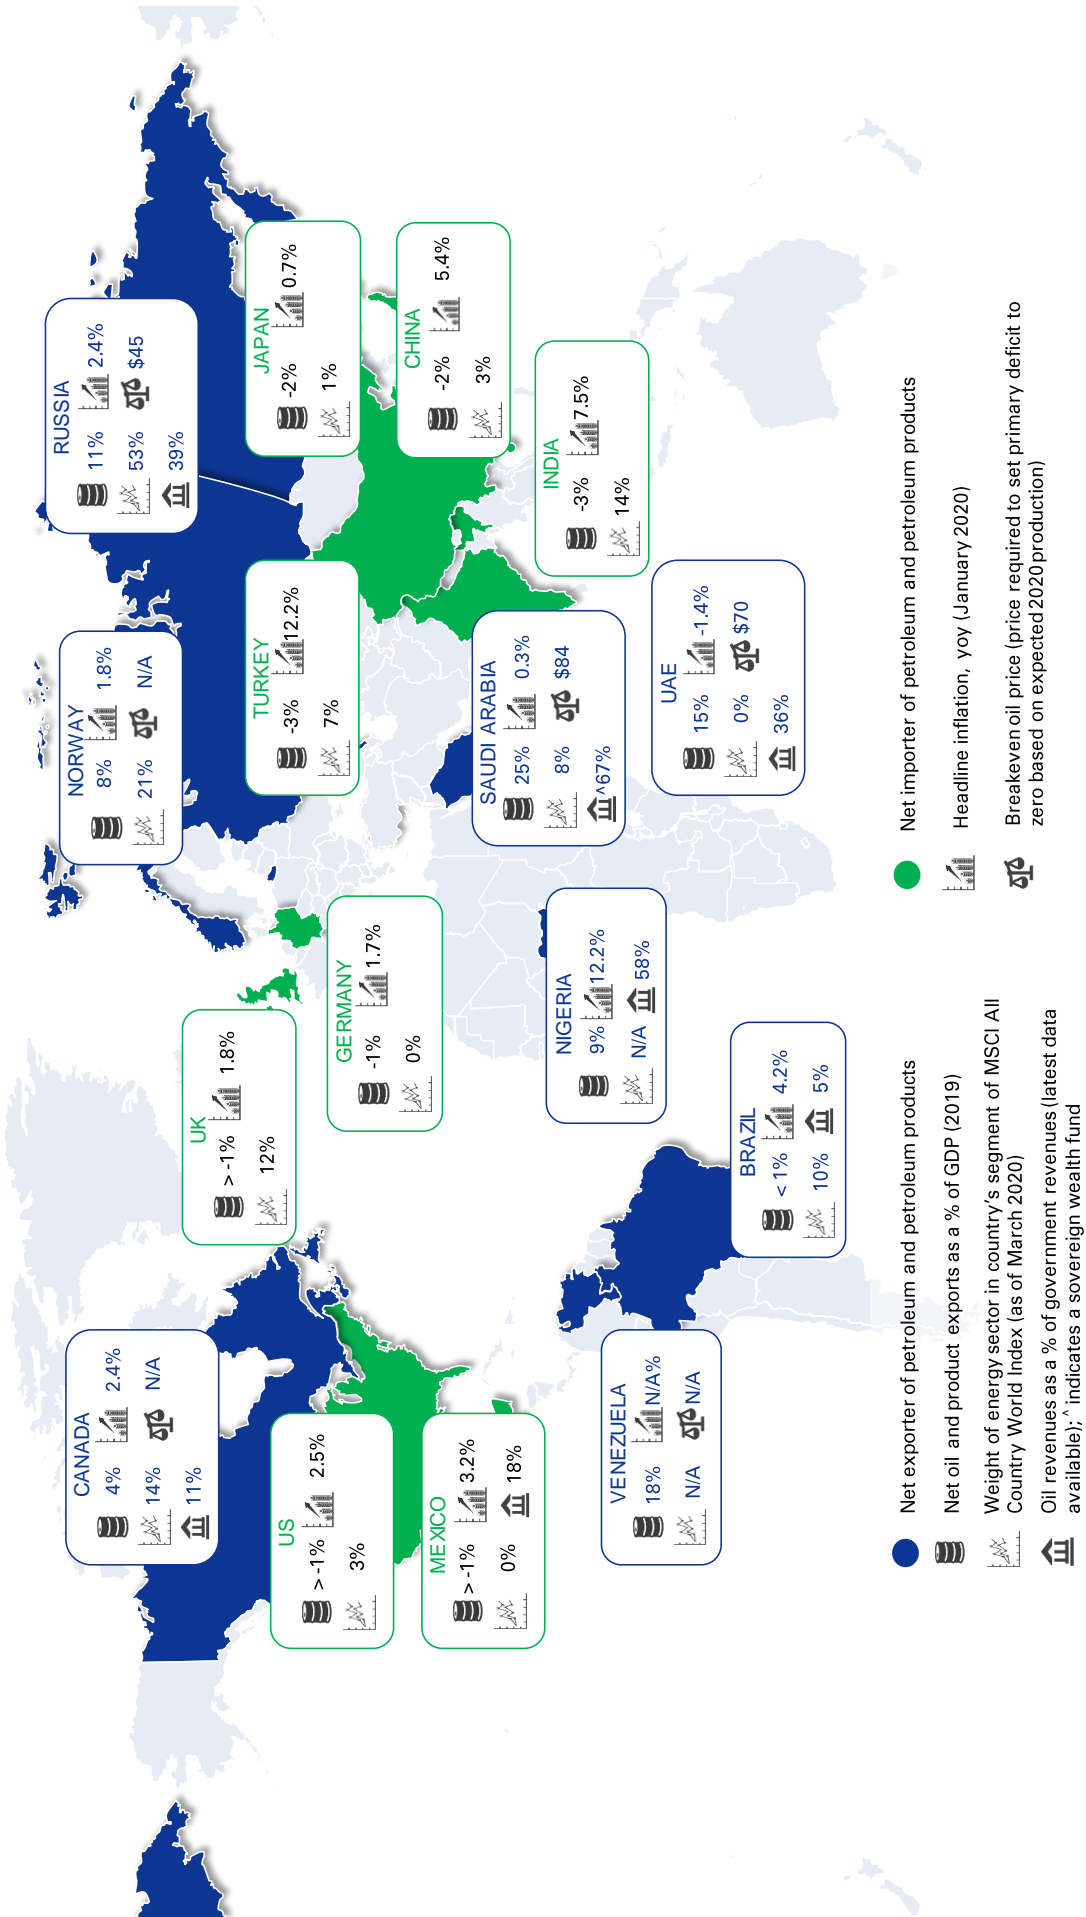 RUSSIA
11% 2.4%
53% $45
39%
NORWAY
8% 1.8%
21% N/A
CANADA
4% 2.4%
14% N/A
11%
UK
> -1% 1.8%
12%
TURKEY
-3% 12.2%
7%
JAPAN
-2% 0.7%
1%
US
> -1% 2.5%
3%
GERMANY
-1% 1.7%
0%
CHINA
-2% 5.4%
3%
MEXICO
> -1% 3.2%
0% 18%
SAUDI ARABIA
25% 0.3%
8% $84
^67%
INDIA
-3% 7.5%
14%
NIGERIA
9% 12.2%
N/A 58%
VENEZUELA
18% N/A%
N/A N/A
UAE
15% -1.4%
0% $70
36%
BRAZIL
< 1% 4.2%
10% 5%
Net exporter of petroleum and petroleum products
Net oil and product exports as a % of GDP (2019)
Weight of energy sector in country's segment of MSCI All
Country World Index (as of March 2020)
Oil revenues as a % of government revenues (latest data
available); ^ indicates a sovereign wealth fund
Net importer of petroleum and petroleum products
Headline inflation, yoy (January 2020)
Breakeven oil price (price required to set primary deficit to
zero based on expected 2020 production)